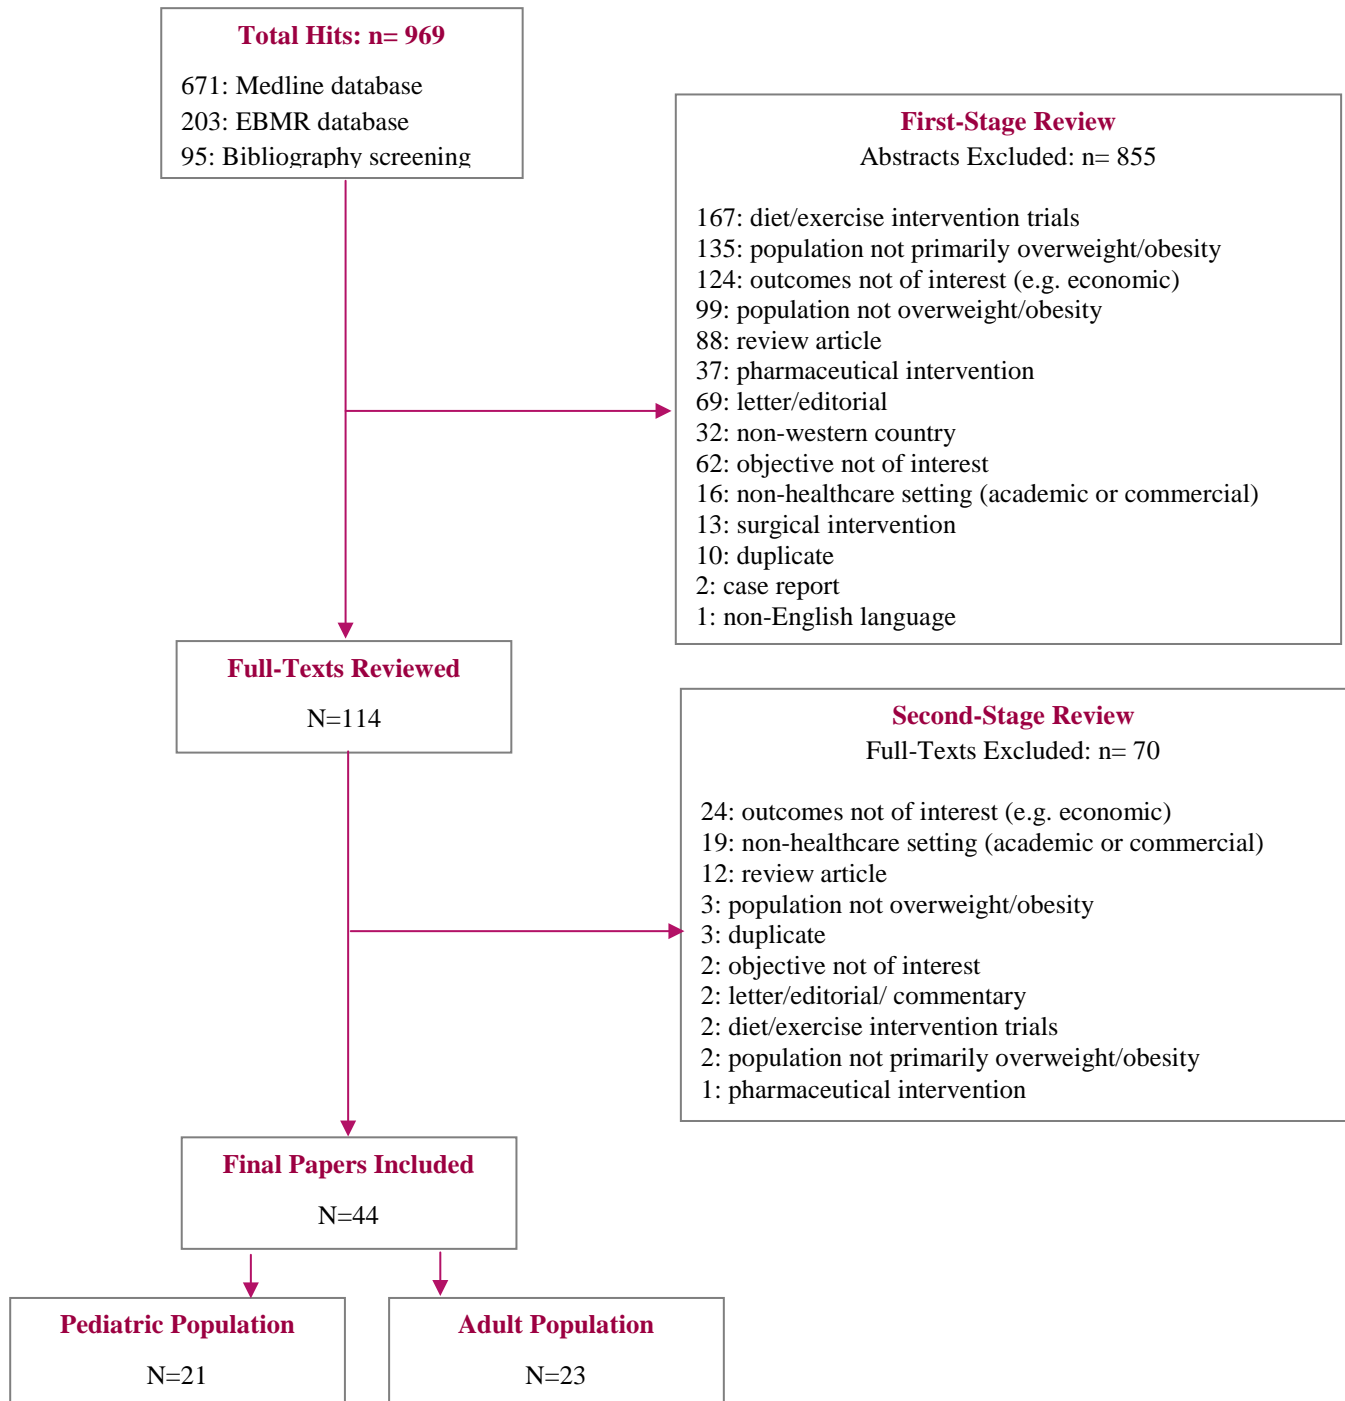 Total Hits: n= 969
671: Medline database
203: EBMR database
95: Bibliography screening
First-Stage Review
Abstracts Excluded: n= 855
167: diet/exercise intervention trials
135: population not primarily overweight/obesity
124: outcomes not of interest (e.g. economic)
99: population not overweight/obesity
88: review article
37: pharmaceutical intervention
69: letter/editorial
32: non-western country
62: objective not of interest
16: non-healthcare setting (academic or commercial)
13: surgical intervention
10: duplicate
2: case report
1: non-English language
Full-Texts Reviewed
N=114
Second-Stage Review
Full-Texts Excluded: n= 70
24: outcomes not of interest (e.g. economic)
19: non-healthcare setting (academic or commercial)
12: review article
3: population not overweight/obesity
3: duplicate
2: objective not of interest
2: letter/editorial/ commentary
2: diet/exercise intervention trials
2: population not primarily overweight/obesity
1: pharmaceutical intervention
Final Papers Included
N=44
Pediatric Population
N=21
Adult Population
N=23